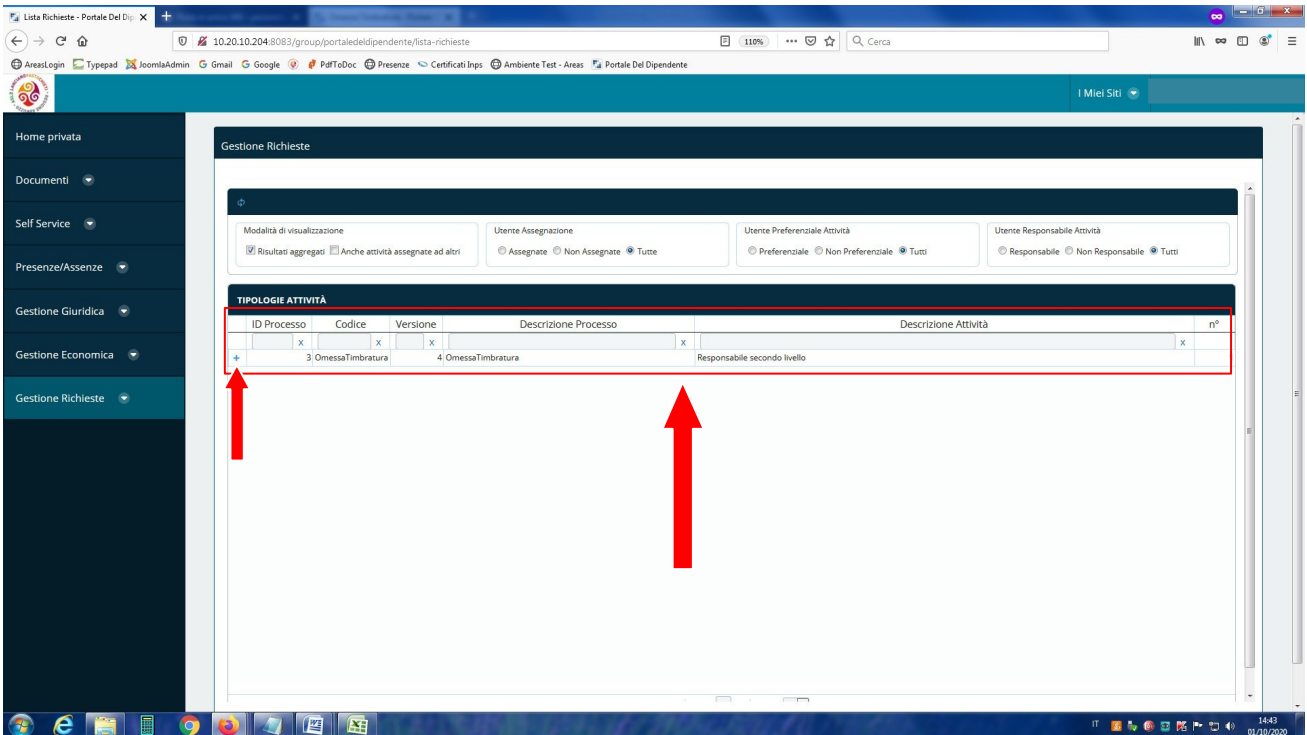 Lista Richieste - Portale Del Dip
10.20.10.204:8083/group/portaledeldipendente/lista-richieste
110%
Cerca
AreasLogin Typepad JoomlaAdmin Gmail Google PdfToDoc Presenze Certificati Inps Ambiente Test - Areas Portale Del Dipendente
I Miei Siti
Home privata
Documenti
Self Service
Presenze/Assenze
Gestione Giuridica
Gestione Economica
Gestione Richieste
Gestione Richieste
Modalità di visualizzazione
Risultati aggregati Anche attività assegnate ad altri
Utente Assegnazione
Assegnate Non Assegnate Tutte
Utente Preferenziale Attività
Preferenziale Non Preferenziale Tutti
Utente Responsabile Attività
Responsabile Non Responsabile Tutti
TIPOLOGIE ATTIVITÀ
ID Processo Codice Versione Descrizione Processo Descrizione Attività n°
x x x x x
+ 3 OmessaTimbratura 4 OmessaTimbratura Responsabile secondo livello
IT
14:43
01/10/2020